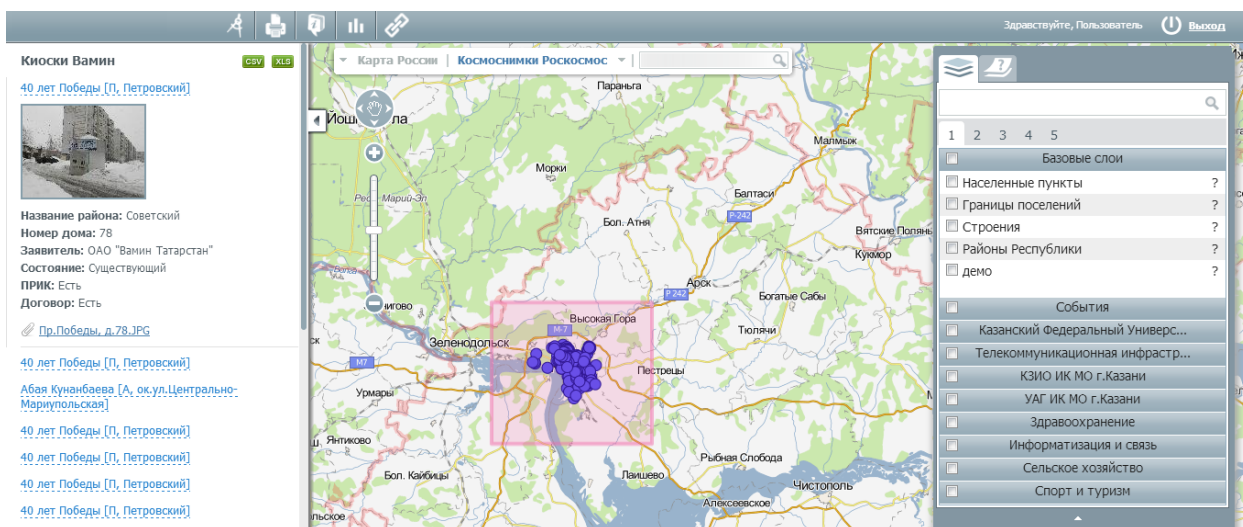 Здравствуйте, Пользователь
Выход
Киоски Вамин
CSV XLS
40 лет Победы [П, Петровский]
Название района: Советский
Номер дома: 78
Заявитель: ОАО "Вамин Татарстан"
Состояние: Существующий
ПРИК: Есть
Договор: Есть
Пр.Победы, д.78.JPG
40 лет Победы [П, Петровский]
Абая Кунанбаева [А, ок.ул.Центрально-
Мариупольская]
40 лет Победы [П, Петровский]
40 лет Победы [П, Петровский]
40 лет Победы [П, Петровский]
40 лет Победы [П, Петровский]
Карта России | Космоснимки Роскосмос
Параньга
Малмыж
Морки
Балтаси
Р-242
Бол. Атня
Вятские Поляны
Кукмор
Арск
Р 242
Богатые Сабы
Высокая Гора
М-7
Тюлячи
Зеленодольск
М7
Пестрецы
Урмары
Янтиково
Рыбная Слобода
Бол. Кайбицы
Лаишево
Чистополь
Алексеевское
1 2 3 4 5
Базовые слои
Населенные пункты ?
Границы поселений ?
Строения ?
Районы Республики ?
демо ?
События
Казанский Федеральный Универс...
Телекоммуникационная инфрастр...
КЗИО ИК МО г.Казани
УАГ ИК МО г.Казани
Здравоохранение
Информатизация и связь
Сельское хозяйство
Спорт и туризм